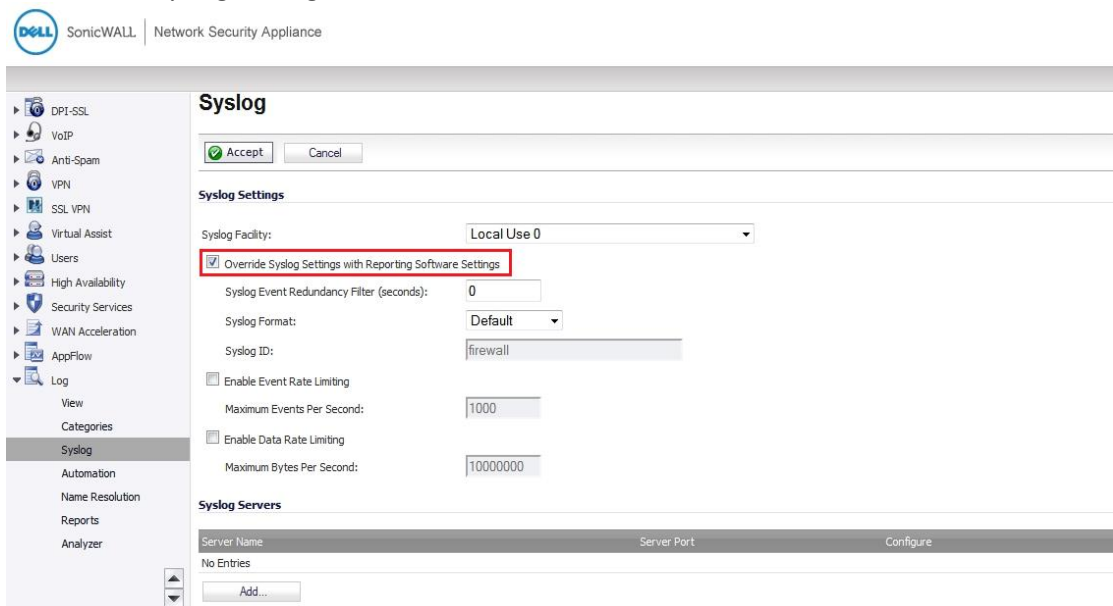 DELL SonicWALL | Network Security Appliance
DPI-SSL
VoIP
Anti-Spam
VPN
SSL VPN
Virtual Assist
Users
High Availability
Security Services
WAN Acceleration
AppFlow
Log
View
Categories
Syslog
Automation
Name Resolution
Reports
Analyzer
Syslog
Accept Cancel
Syslog Settings
Syslog Facility: Local Use 0
Override Syslog Settings with Reporting Software Settings
Syslog Event Redundancy Filter (seconds): 0
Syslog Format: Default
Syslog ID: firewall
Enable Event Rate Limiting
Maximum Events Per Second: 1000
Enable Data Rate Limiting
Maximum Bytes Per Second: 10000000
Syslog Servers
Server Name Server Port Configure
No Entries
Add...